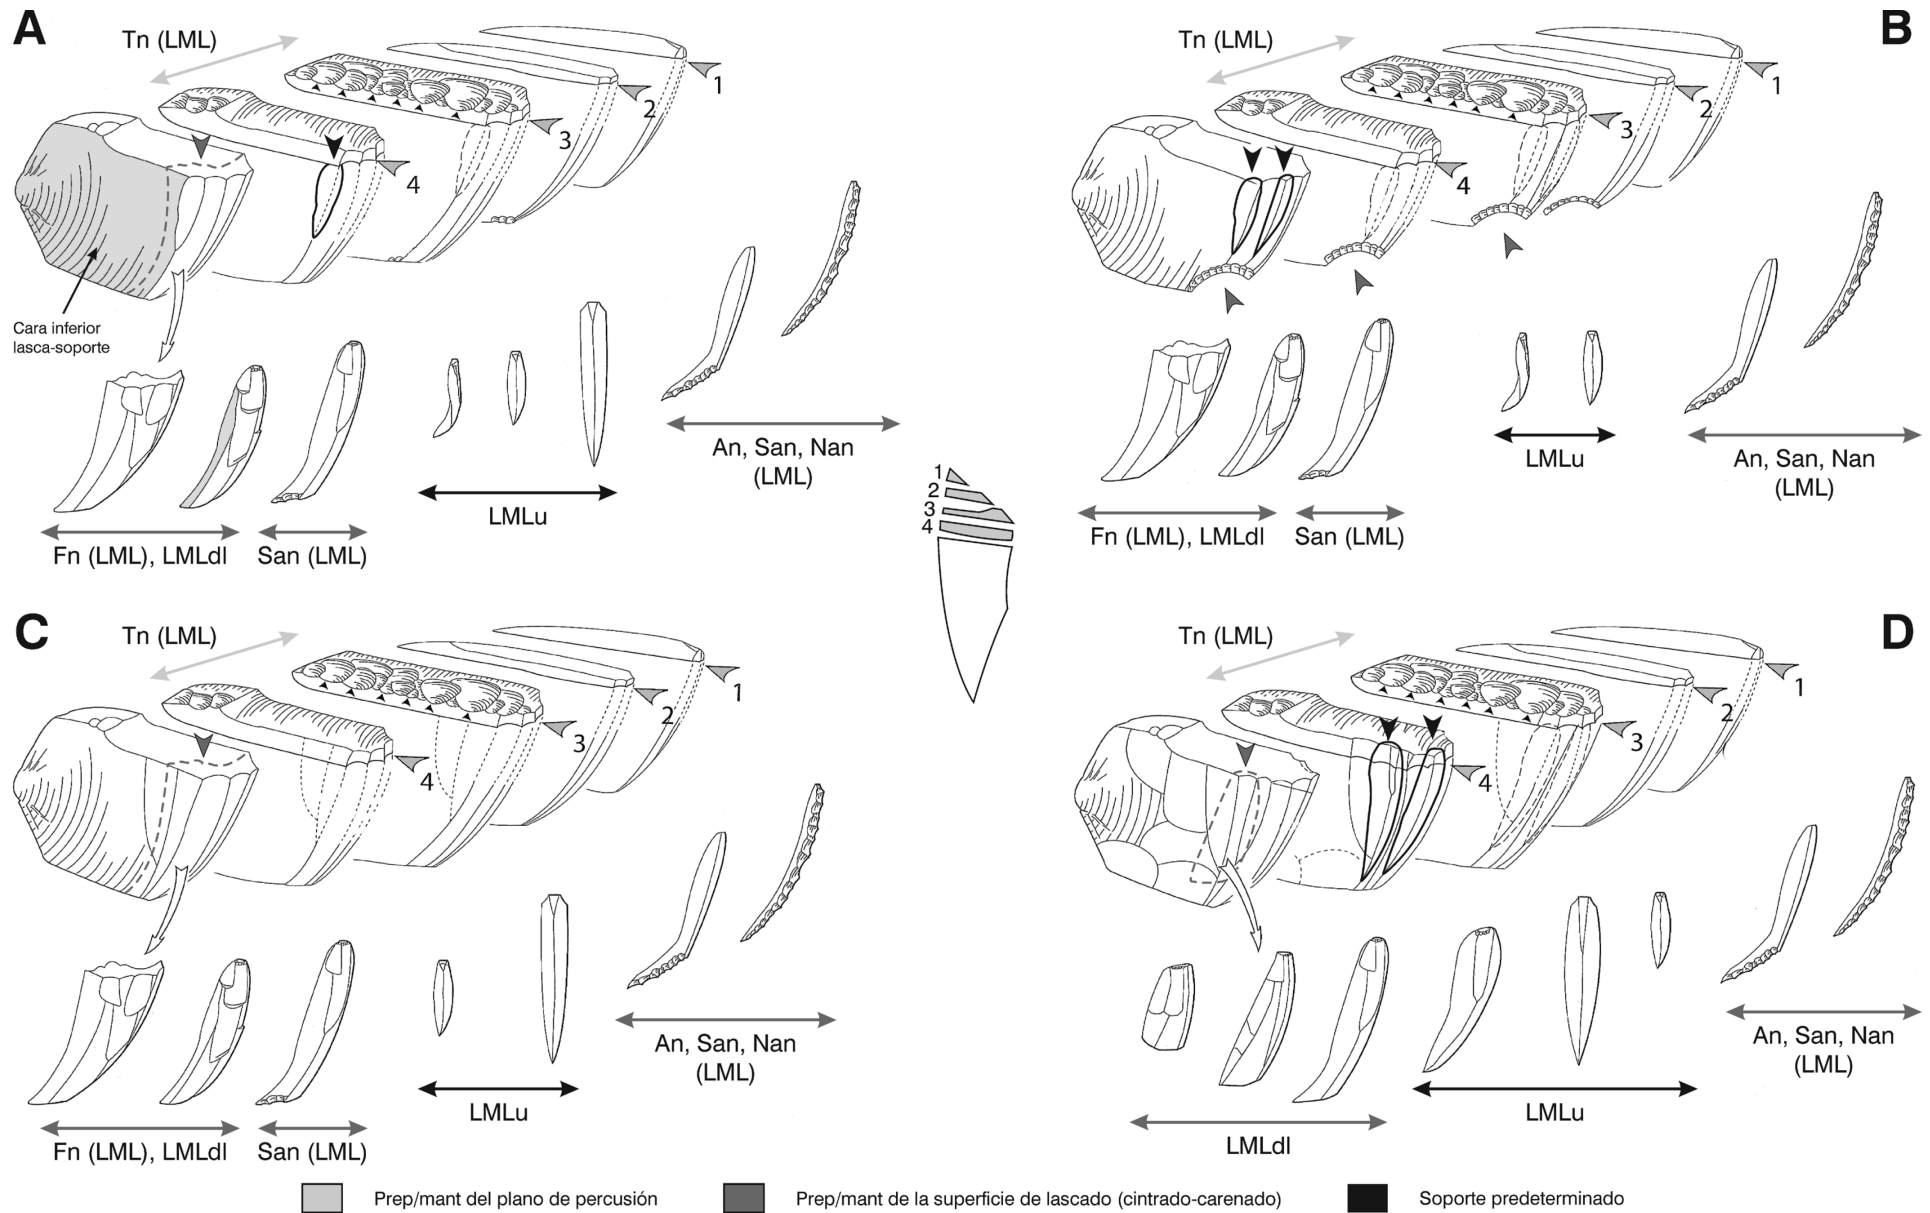 A
Tn (LML)
1
2
3
4
Cara inferior
lasca-soporte
Fn (LML), LMLdl
San (LML)
LMLu
An, San, Nan
(LML)
B
Tn (LML)
1
2
3
4
Fn (LML), LMLdl
San (LML)
LMLu
An, San, Nan
(LML)
1
2
3
4
C
Tn (LML)
1
2
3
4
Fn (LML), LMLdl
San (LML)
LMLu
An, San, Nan
(LML)
D
Tn (LML)
1
2
3
4
LMLdl
LMLu
An, San, Nan
(LML)
Prep/mant del plano de percusión
Prep/mant de la superficie de lascado (cintrado-carenado)
Soporte predeterminado